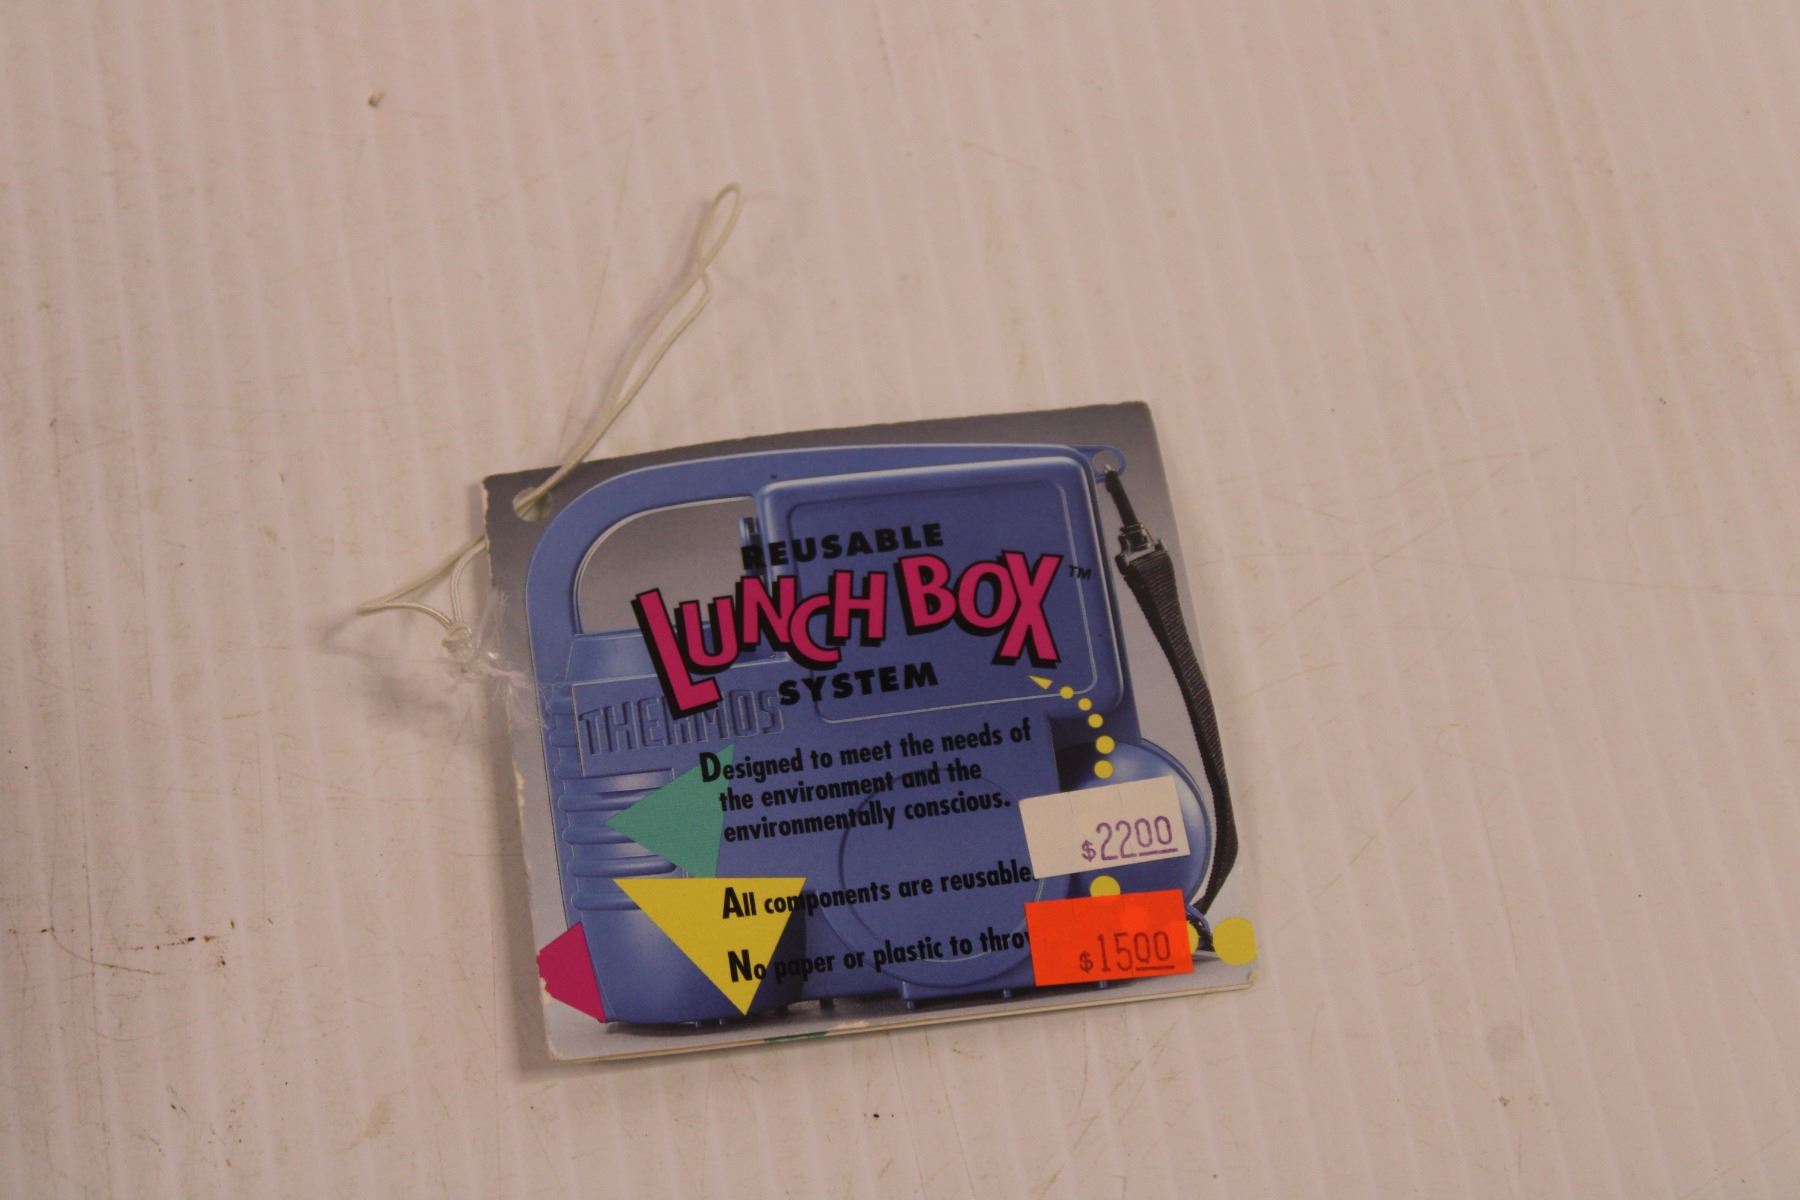 REUSABLE
LUNCH BOX™
SYSTEM
THERMOS
Designed to meet the needs of
the environment and the
environmentally conscious.
$2200
All components are reusable.
No paper or plastic to
$1500